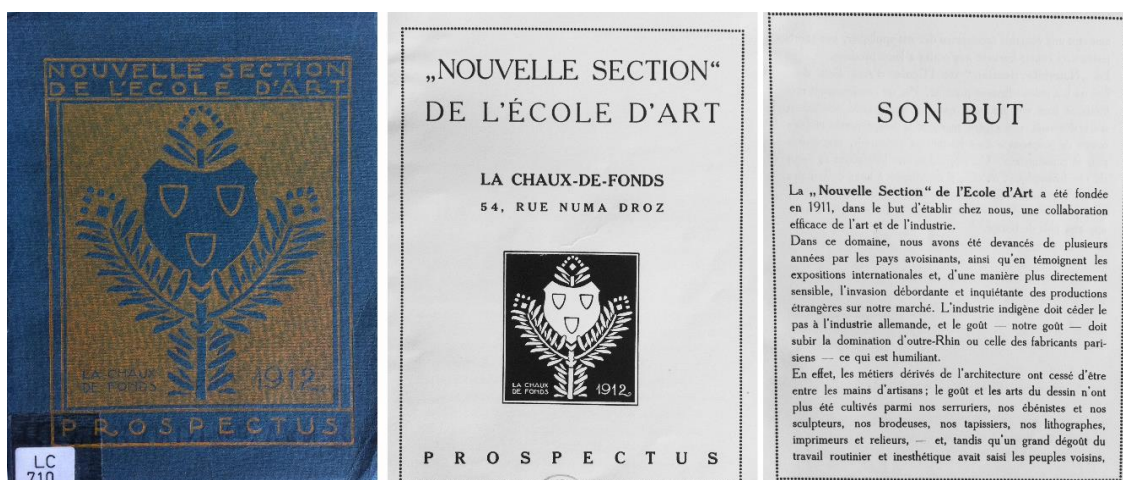 NOUVELLE SECTION
DE L'ECOLE D'ART
LA CHAUX
DE FONDS 1912
PROSPECTUS
LC
710
„NOUVELLE SECTION“
DE L'ÉCOLE D'ART
LA CHAUX-DE-FONDS
54, RUE NUMA DROZ
LA CHAUX
DE FONDS 1912
PROSPECTUS
SON BUT
La „Nouvelle Section“ de l'Ecole d'Art a été fondée
en 1911, dans le but d'établir chez nous, une collaboration
efficace de l'art et de l'industrie.
Dans ce domaine, nous avons été devancés de plusieurs
années par les pays avoisinants, ainsi qu'en témoignent les
expositions internationales et, d'une manière plus directement
sensible, l'invasion débordante et inquiétante des productions
étrangères sur notre marché. L'industrie indigène doit céder le
pas à l'industrie allemande, et le goût — notre goût — doit
subir la domination d'outre-Rhin ou celle des fabricants pari-
siens — ce qui est humiliant.
En effet, les métiers dérivés de l'architecture ont cessé d'être
entre les mains d'artisans; le goût et les arts du dessin n'ont
plus été cultivés parmi nos serruriers, nos ébénistes et nos
sculpteurs, nos brodeuses, nos tapissiers, nos lithographes,
imprimeurs et relieurs, — et, tandis qu'un grand dégoût du
travail routinier et inesthétique avait saisi les peuples voisins,